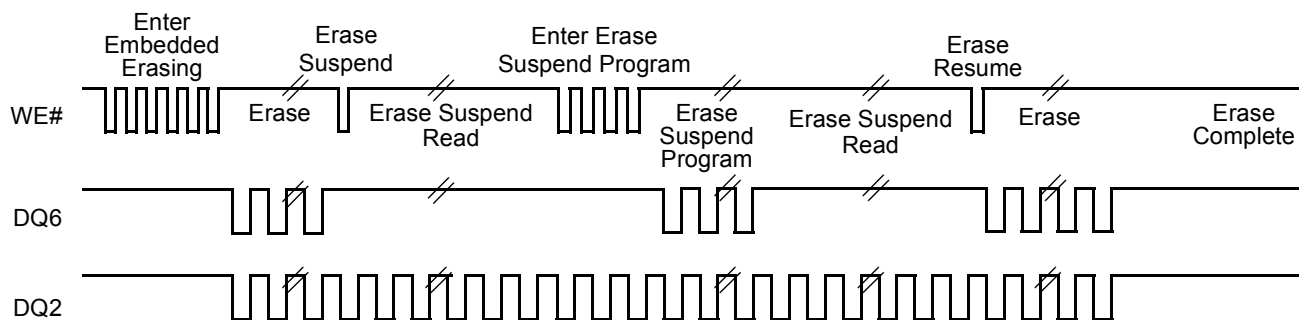 Enter
Embedded
Erasing
Erase
Suspend
Enter Erase
Suspend Program
Erase
Resume
WE#
Erase
Erase Suspend
Read
Erase
Suspend
Program
Erase Suspend
Read
Erase
Erase
Complete
DQ6
DQ2